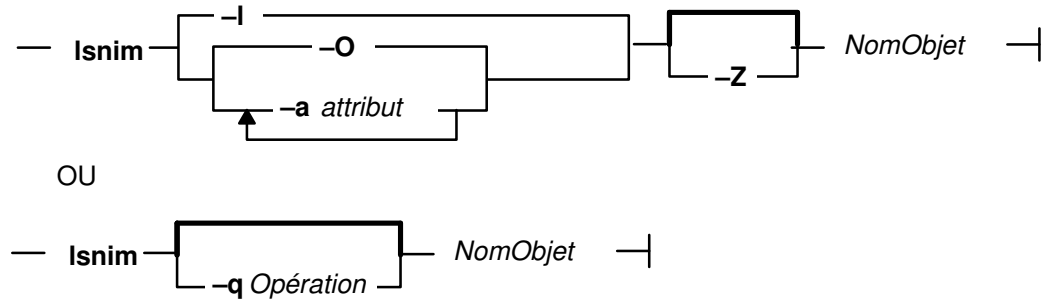 –l
lsnim –O –Z NomObjet
–a attribut
OU
lsnim –q Opération NomObjet